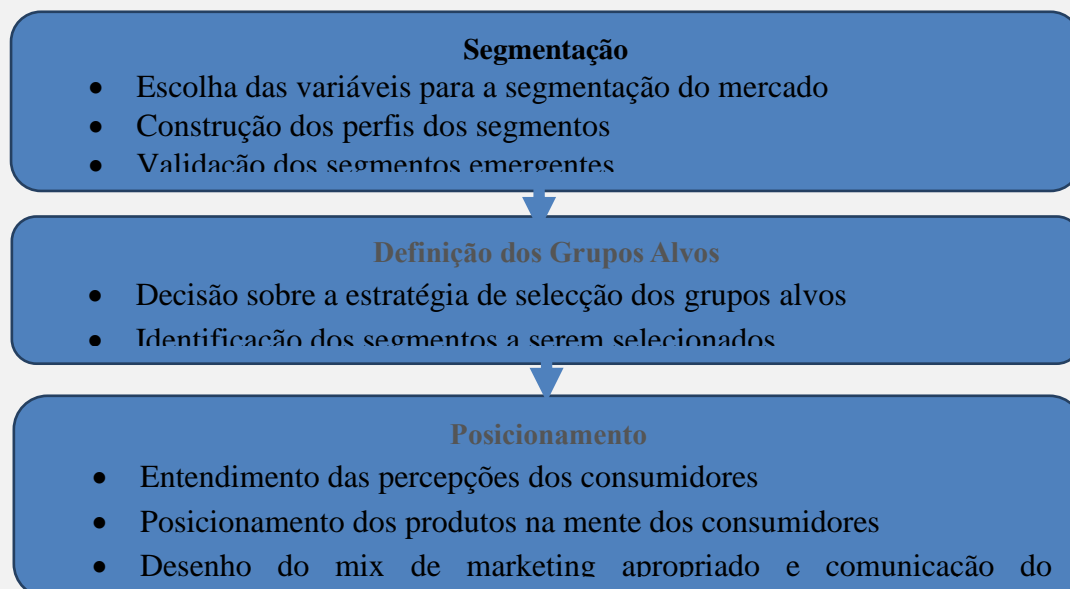 Segmentação
• Escolha das variáveis para a segmentação do mercado
• Construção dos perfis dos segmentos
• Validação dos segmentos emergentes
Definição dos Grupos Alvos
• Decisão sobre a estratégia de selecção dos grupos alvos
• Identificação dos segmentos a serem selecionados
Posicionamento
• Entendimento das percepções dos consumidores
• Posicionamento dos produtos na mente dos consumidores
• Desenho do mix de marketing apropriado e comunicação do